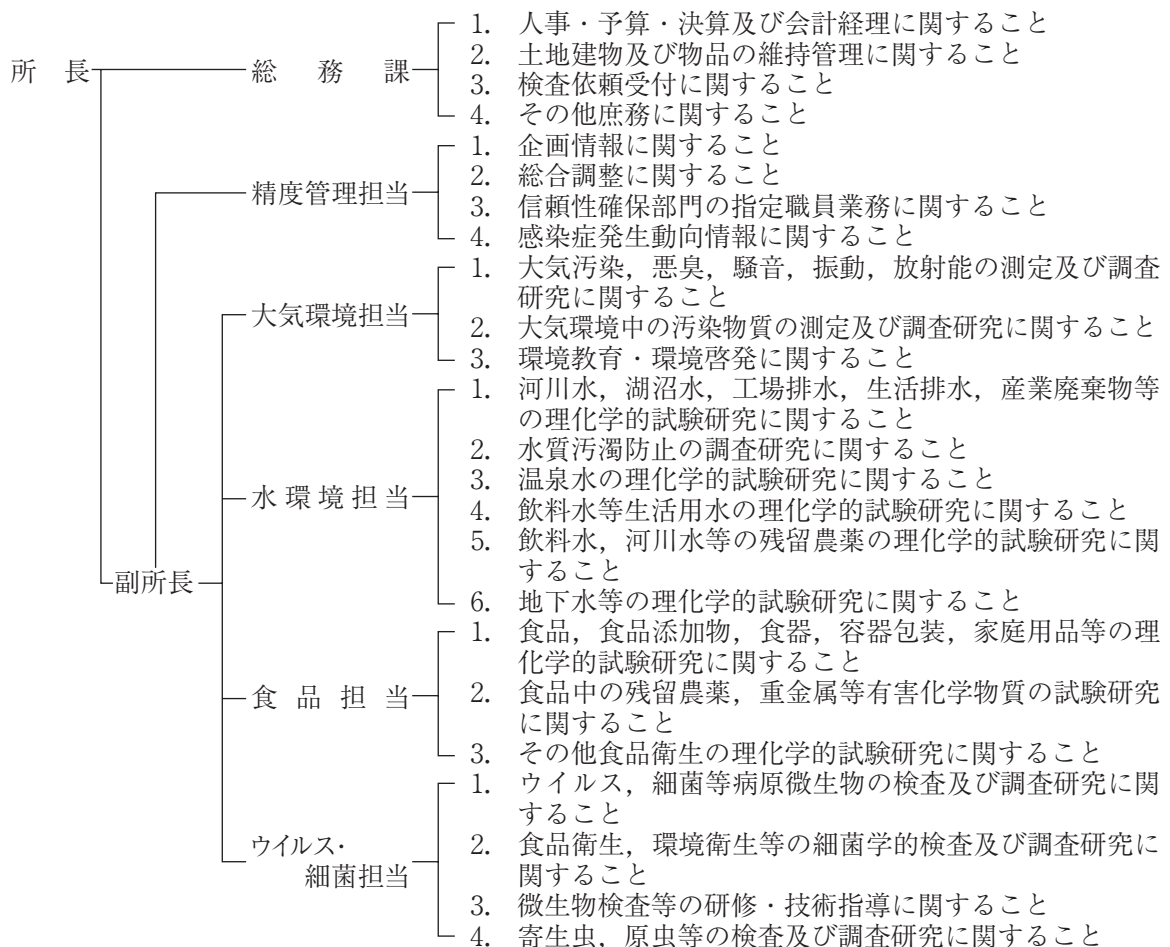 所長
総務課
1. 人事・予算・決算及び会計経理に関すること
2. 土地建物及び物品の維持管理に関すること
3. 検査依頼受付に関すること
4. その他庶務に関すること
精度管理担当
1. 企画情報に関すること
2. 総合調整に関すること
3. 信頼性確保部門の指定職員業務に関すること
4. 感染症発生動向情報に関すること
副所長
大気環境担当
1. 大気汚染，悪臭，騒音，振動，放射能の測定及び調査
研究に関すること
2. 大気環境中の汚染物質の測定及び調査研究に関すること
3. 環境教育・環境啓発に関すること
水環境担当
1. 河川水，湖沼水，工場排水，生活排水，産業廃棄物等
の理化学的試験研究に関すること
2. 水質汚濁防止の調査研究に関すること
3. 温泉水の理化学的試験研究に関すること
4. 飲料水等生活用水の理化学的試験研究に関すること
5. 飲料水，河川水等の残留農薬の理化学的試験研究に関
すること
6. 地下水等の理化学的試験研究に関すること
食品担当
1. 食品，食品添加物，食器，容器包装，家庭用品等の理
化学的試験研究に関すること
2. 食品中の残留農薬，重金属等有害化学物質の試験研究
に関すること
3. その他食品衛生の理化学的試験研究に関すること
ウイルス・
細菌担当
1. ウイルス，細菌等病原微生物の検査及び調査研究に関
すること
2. 食品衛生，環境衛生等の細菌学的検査及び調査研究に
関すること
3. 微生物検査等の研修・技術指導に関すること
4. 寄生虫，原虫等の検査及び調査研究に関すること